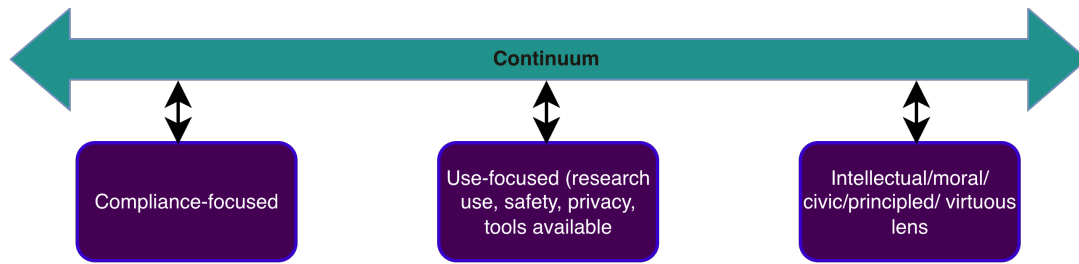 Continuum
Compliance-focused
Use-focused (research
use, safety, privacy,
tools available
Intellectual/moral/
civic/principled/ virtuous
lens